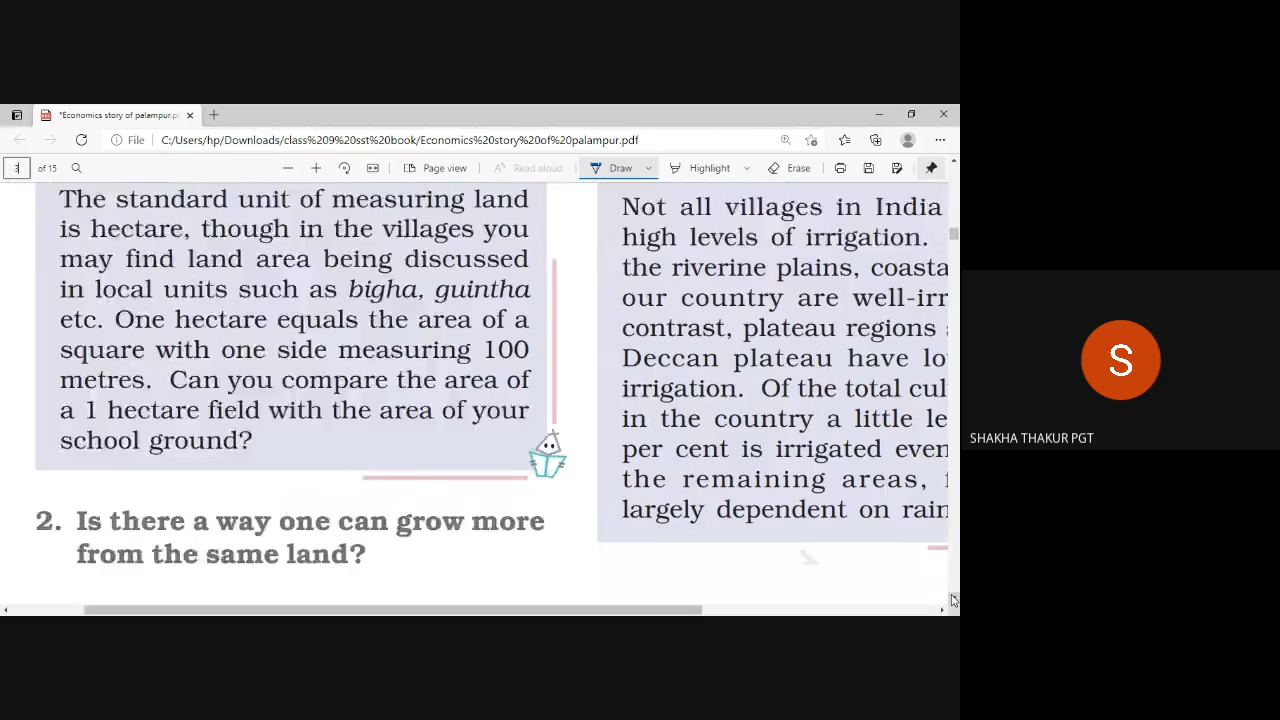 *Economics story of palampur.p
File C:/Users/hp/Downloads/class%209%20sst%20book/Economics%20story%20of%20palampur.pdf
3 of 15 Page view Read aloud Draw Highlight Erase
The standard unit of measuring land
is hectare, though in the villages you
may find land area being discussed
in local units such as bigha, guintha
etc. One hectare equals the area of a
square with one side measuring 100
metres. Can you compare the area of
a 1 hectare field with the area of your
school ground?
2. Is there a way one can grow more
from the same land?
Not all villages in India
high levels of irrigation.
the riverine plains, coasta
our country are well-irr
contrast, plateau regions
Deccan plateau have lo
irrigation. Of the total cul
in the country a little le
per cent is irrigated even
the remaining areas,
largely dependent on rain
S
SHAKHA THAKUR PGT